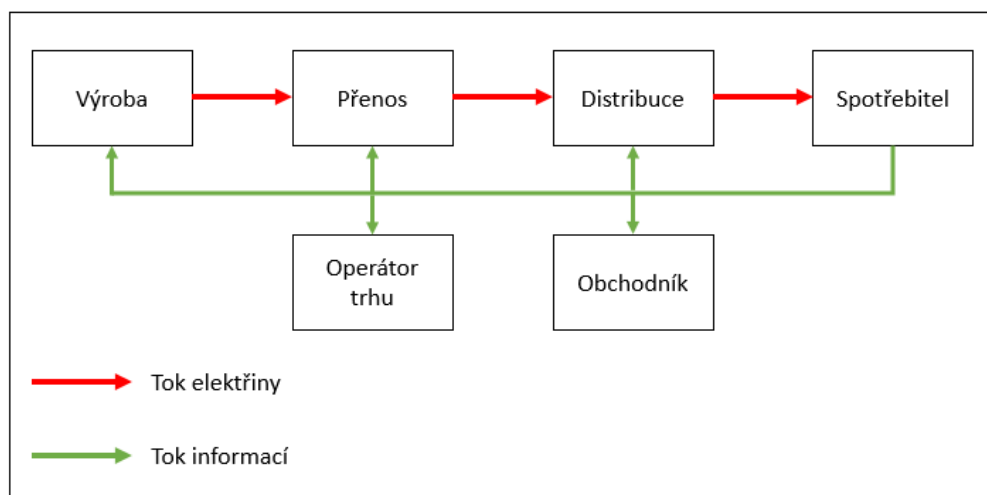 Výroba
Přenos
Distribuce
Spotřebitel
Operátor
trhu
Obchodník
Tok elektřiny
Tok informací